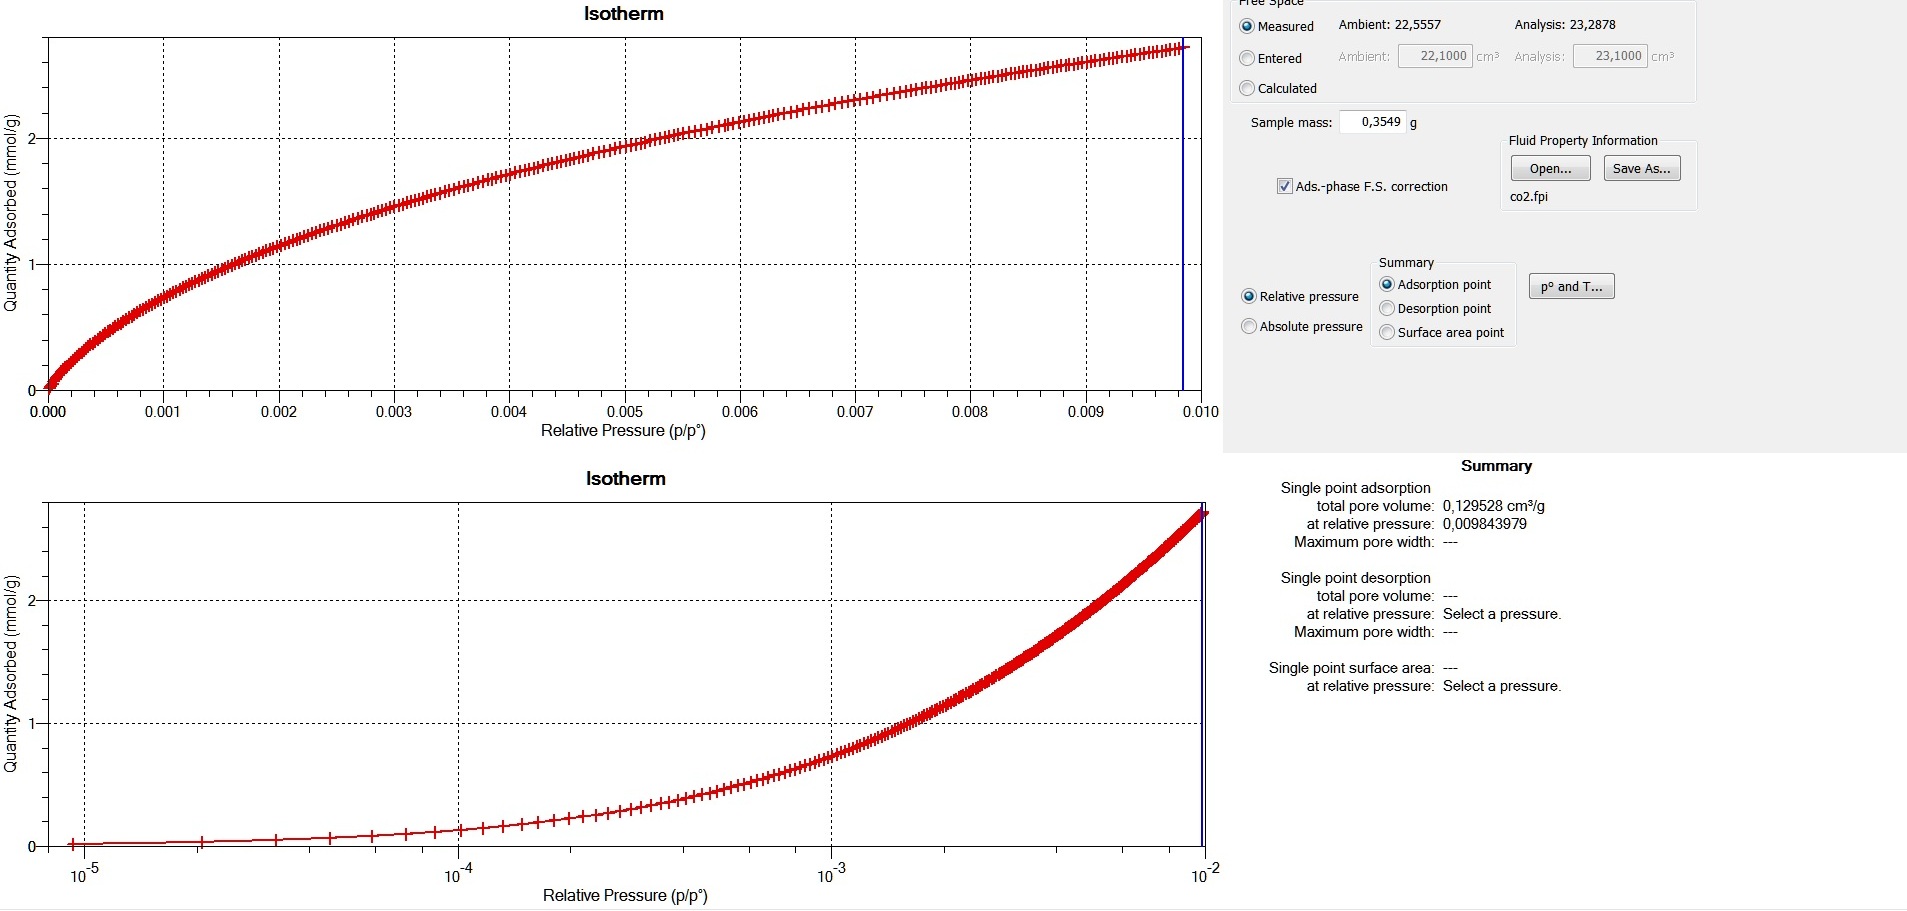 Isotherm
Quantity Adsorbed (mmol/g)
2
1
0
0.000 0.001 0.002 0.003 0.004 0.005 0.006 0.007 0.008 0.009 0.010
Relative Pressure (p/p°)
Free Space
Measured Ambient: 22,5557 Analysis: 23,2878
Entered Ambient: 22,1000 cm³ Analysis: 23,1000 cm³
Calculated
Sample mass: 0,3549 g
Fluid Property Information
Open... Save As...
Ads.-phase F.S. correction
co2.fpi
Summary
Adsorption point
Relative pressure
Desorption point
Absolute pressure
Surface area point
p° and T...
Isotherm
Quantity Adsorbed (mmol/g)
2
1
0
10-5 10-4 10-3 10-2
Relative Pressure (p/p°)
Summary
Single point adsorption
total pore volume: 0,129528 cm³/g
at relative pressure: 0,009843979
Maximum pore width: ---
Single point desorption
total pore volume: ---
at relative pressure: Select a pressure.
Maximum pore width: ---
Single point surface area: ---
at relative pressure: Select a pressure.